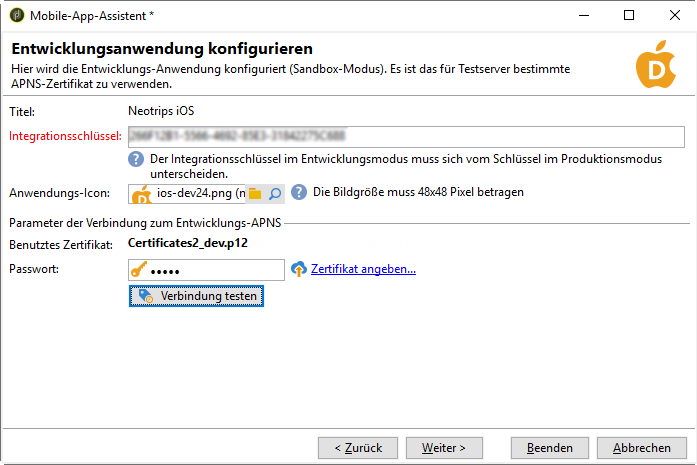 Mobile-App-Assistent *
Entwicklungsanwendung konfigurieren
Hier wird die Entwicklungs-Anwendung konfiguriert (Sandbox-Modus). Es ist das für Testserver bestimmte
APNS-Zertifikat zu verwenden.
D
Titel: Neotrips iOS
Integrationsschlüssel:
? Der Integrationsschlüssel im Entwicklungsmodus muss sich vom Schlüssel im Produktionsmodus
unterscheiden.
Anwendungs-Icon: D ios-dev24.png (n ? Die Bildgröße muss 48x48 Pixel betragen
Parameter der Verbindung zum Entwicklungs-APNS
Benutztes Zertifikat: Certificates2_dev.p12
Passwort: ••••• Zertifikat angeben...
Verbindung testen
< Zurück Weiter > Beenden Abbrechen